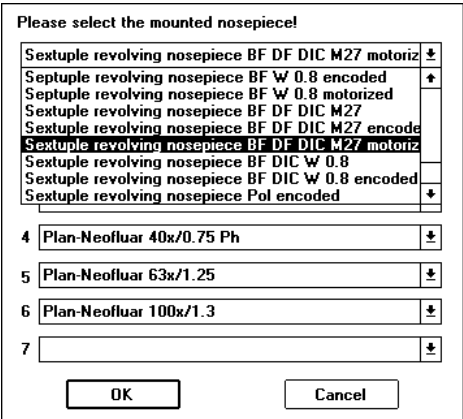 Please select the mounted nosepiece!
Sextuple revolving nosepiece BF DF DIC M27 motoriz
Septuple revolving nosepiece BF W 0.8 encoded
Septuple revolving nosepiece BF W 0.8 motorized
Sextuple revolving nosepiece BF DF DIC M27
Sextuple revolving nosepiece BF DF DIC M27 encode
Sextuple revolving nosepiece BF DF DIC M27 motoriz
Sextuple revolving nosepiece BF DIC W 0.8
Sextuple revolving nosepiece BF DIC W 0.8 encoded
Sextuple revolving nosepiece Pol encoded
4 Plan-Neofluar 40x/0.75 Ph
5 Plan-Neofluar 63x/1.25
6 Plan-Neofluar 100x/1.3
7
OK Cancel